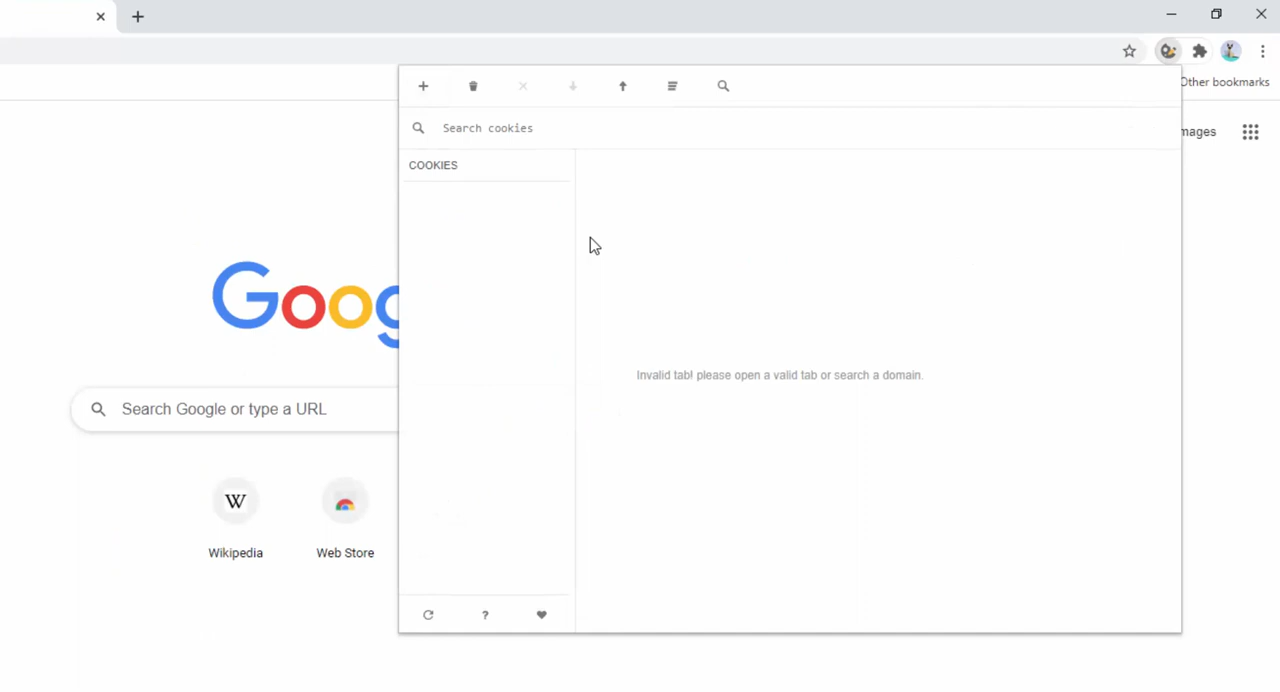 Other bookmarks
Search cookies
mages
COOKIES
Goog
Invalid tab! please open a valid tab or search a domain.
Search Google or type a URL
W
Wikipedia
Web Store
?